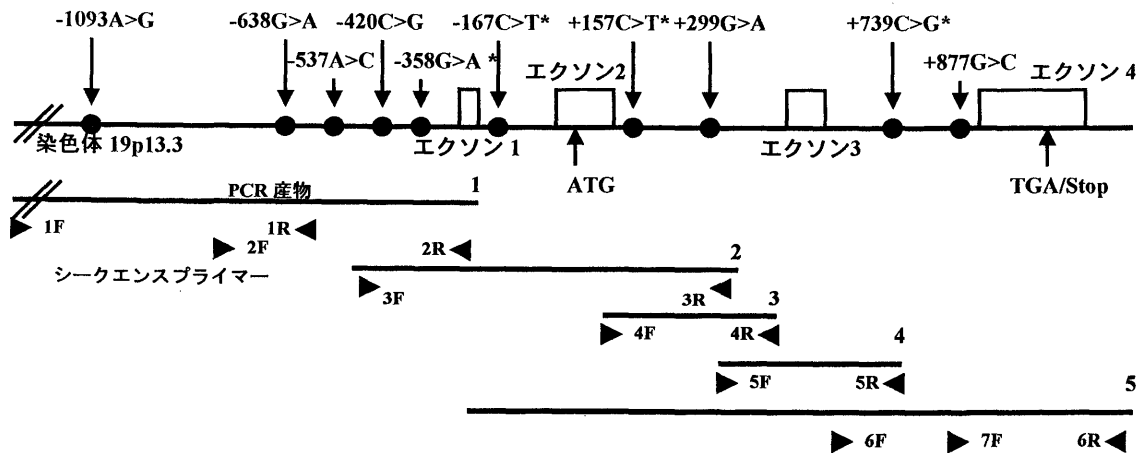 -1093A>G -638G>A -420C>G -167C>T* +157C>T* +299G>A +739C>G*
-537A>C -358G>A * エクソン2 +877G>C エクソン 4
染色体 19p13.3 エクソン 1 エクソン3
ATG TGA/Stop
PCR 産物 1
1F 2F 1R 2R 2
シークエンスプライマー
3F 3R 3
4F 4R 4
5F 5R 5
6F 7F 6R